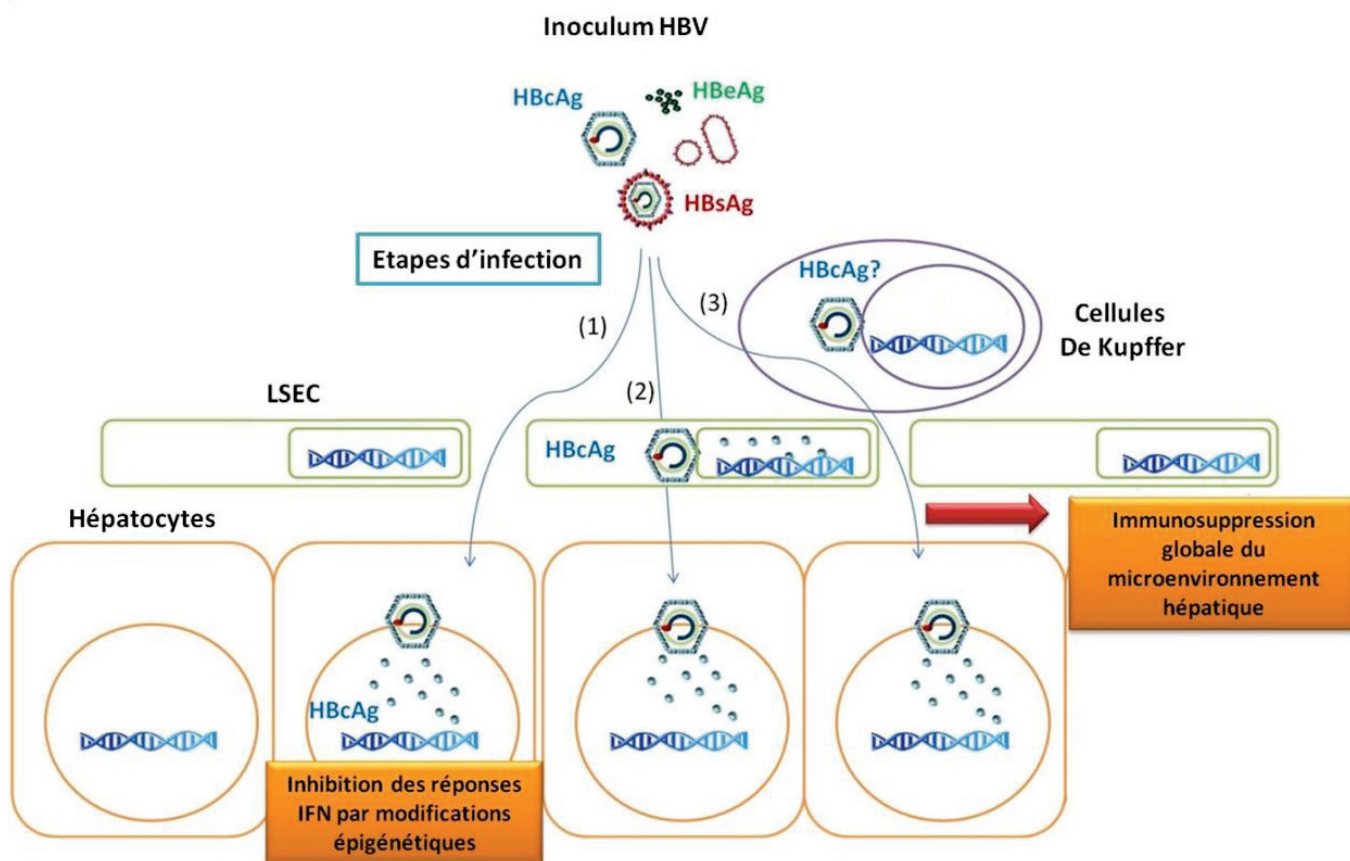 Inoculum HBV
HBcAg
HBeAg
HBsAg
Etapes d'infection
HBcAg?
(1)
(3)
Cellules
De Kupffer
(2)
LSEC
HBcAg
Hépatocytes
Immunosuppression
globale du
microenvironnement
hépatique
HBcAg
Inhibition des réponses
IFN par modifications
épigénétiques